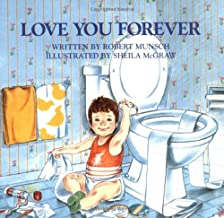 LOVE YOU FOREVER
WRITTEN BY ROBERT MUNSCH
ILLUSTRATED BY SHEILA McGRAW